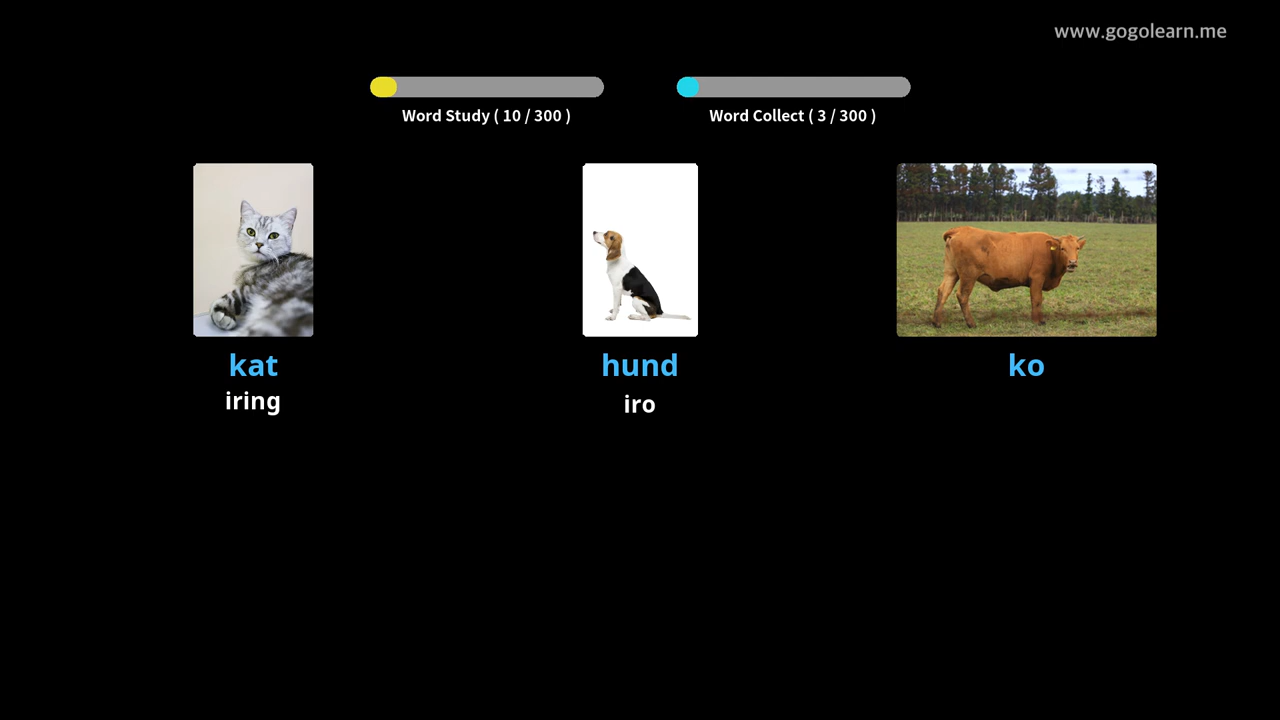 www.gogolearn.me
Word Study ( 10 / 300 )
Word Collect ( 3 / 300 )
kat
iring
hund
iro
ko